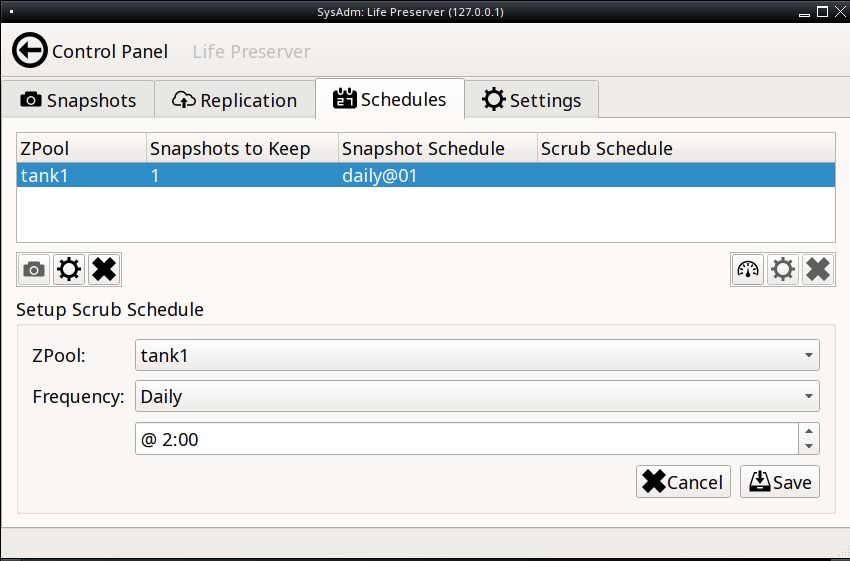 SysAdm: Life Preserver (127.0.0.1)
Control Panel Life Preserver
Snapshots Replication 27 Schedules Settings
ZPool Snapshots to Keep Snapshot Schedule Scrub Schedule
tank1 1 daily@01
Setup Scrub Schedule
ZPool: tank1
Frequency: Daily
@ 2:00
Cancel Save